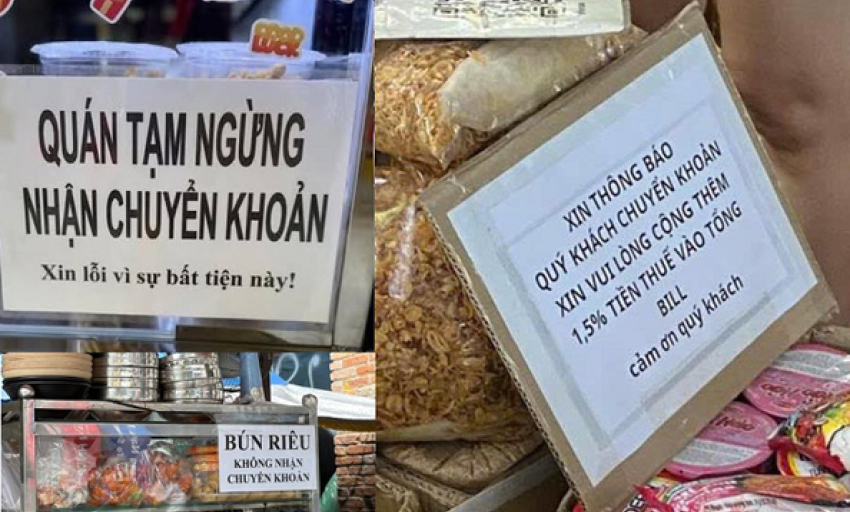 QUÁN TẠM NGỪNG
NHẬN CHUYỂN KHOẢN
Xin lỗi vì sự bất tiện này!
XIN THÔNG BÁO
QUÝ KHÁCH CHUYỂN KHOẢN
XIN VUI LÒNG CỘNG THÊM
1,5% TIỀN THUẾ VÀO TỔNG
BILL
cảm ơn quý khách
BÚN RIÊU
KHÔNG NHẬN
CHUYỂN KHOẢN